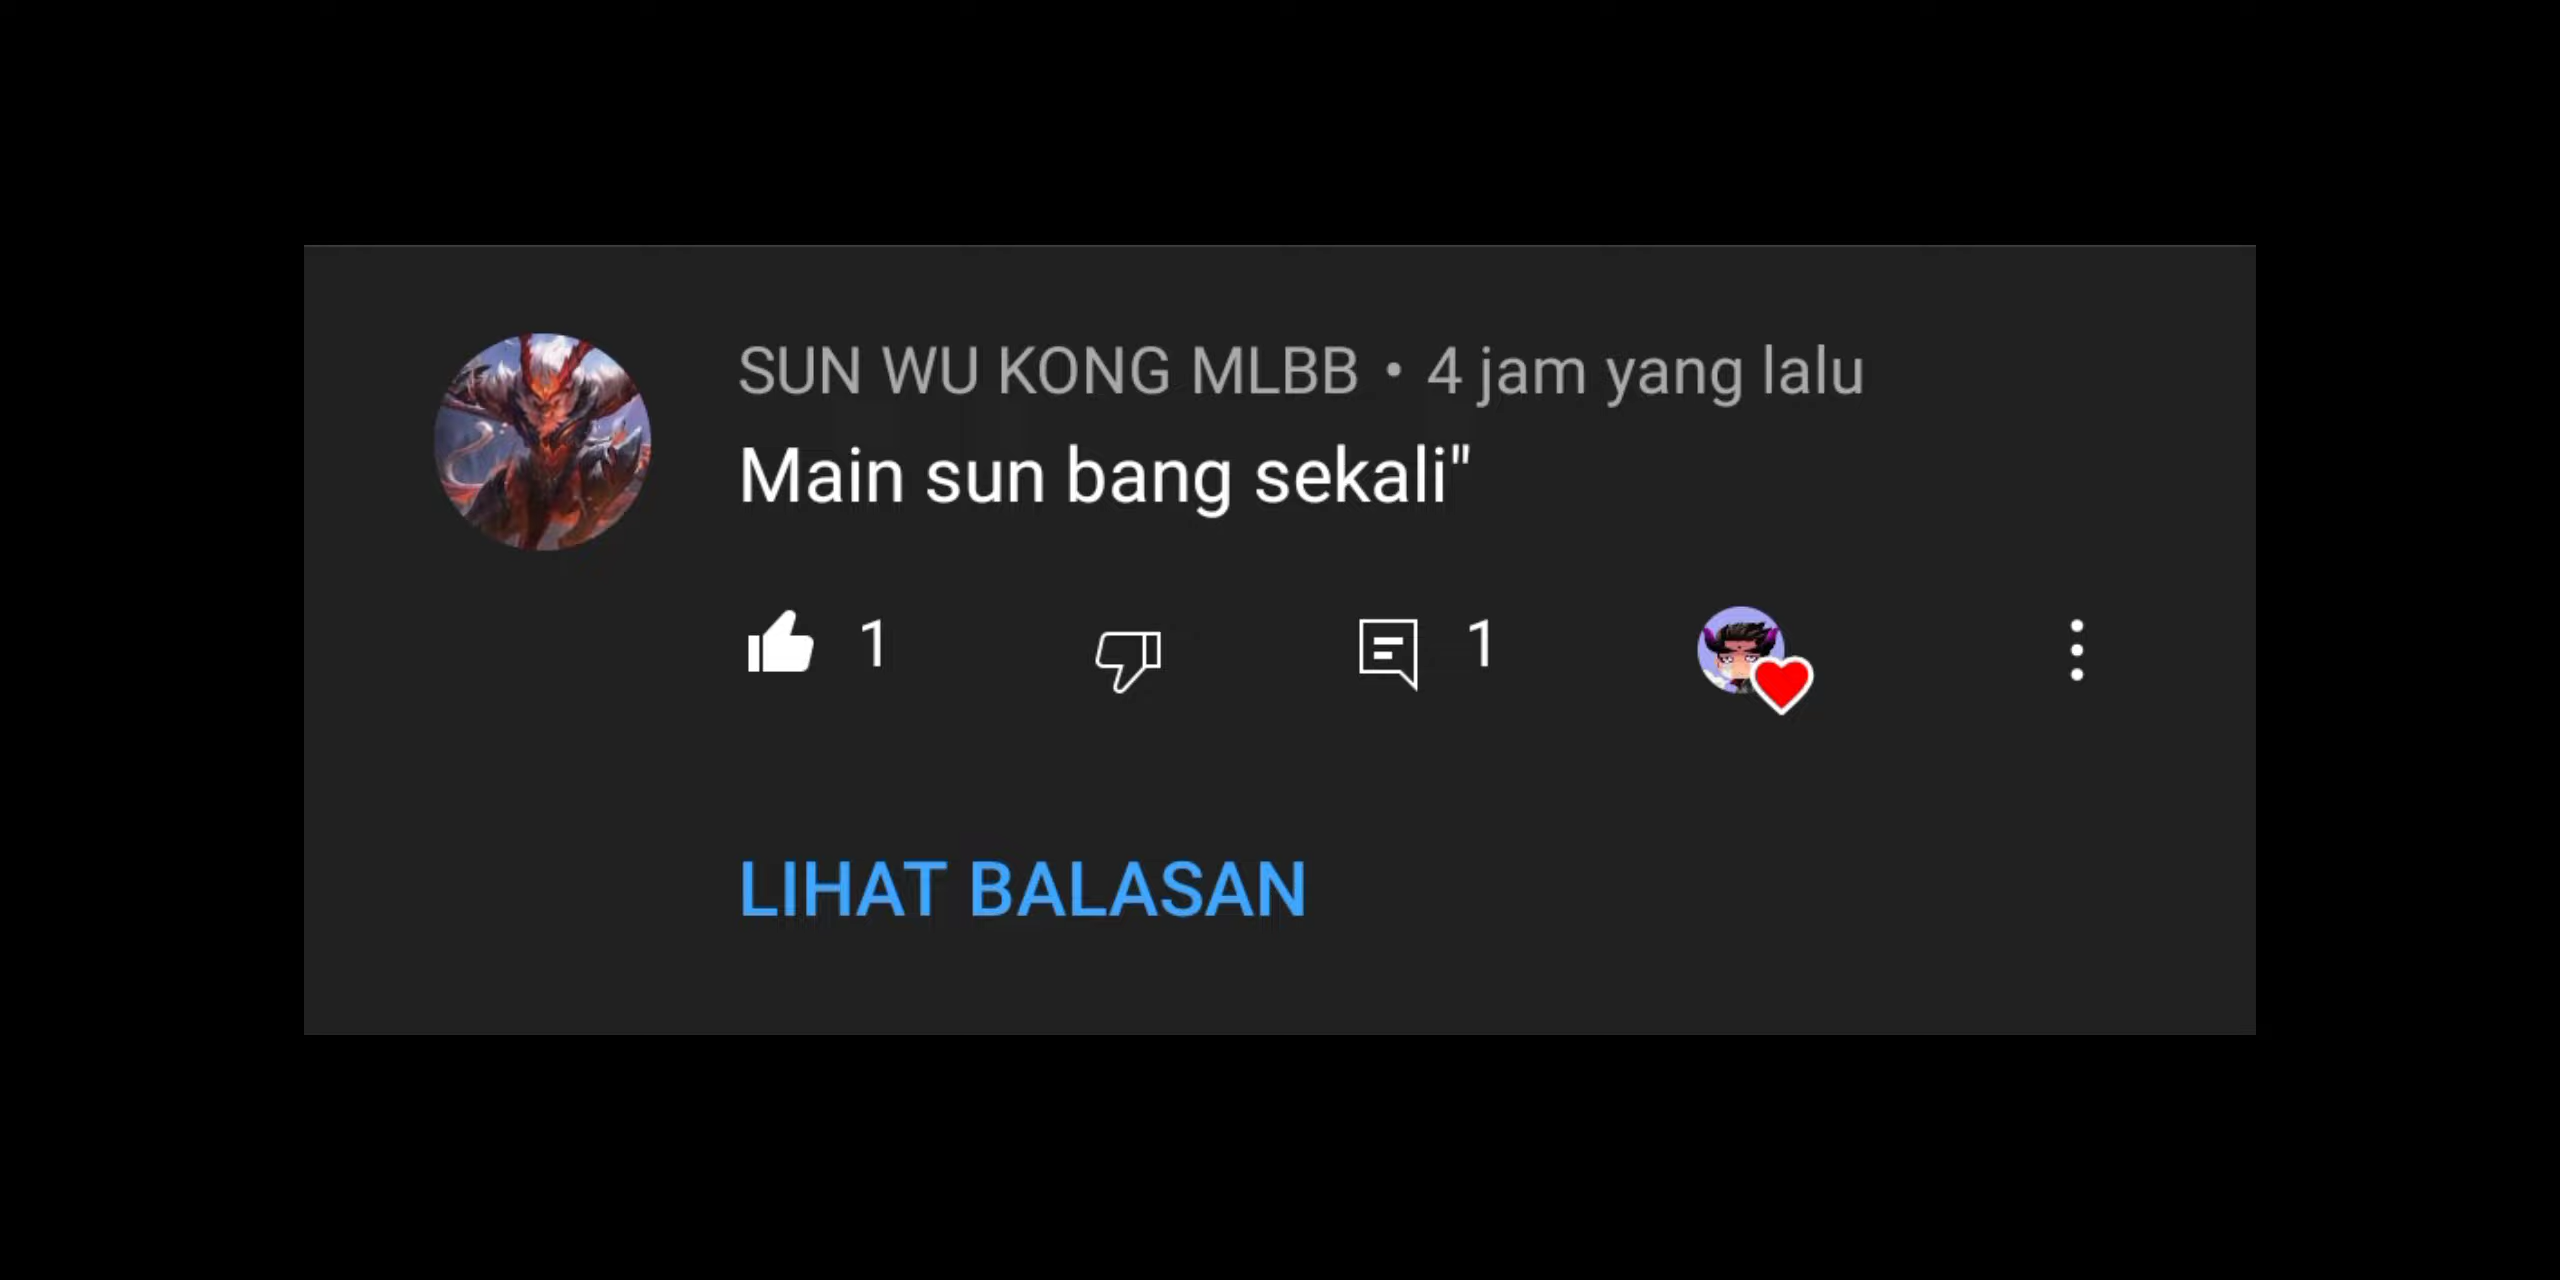 SUN WU KONG MLBB • 4 jam yang lalu
Main sun bang sekali"
1
1
LIHAT BALASAN